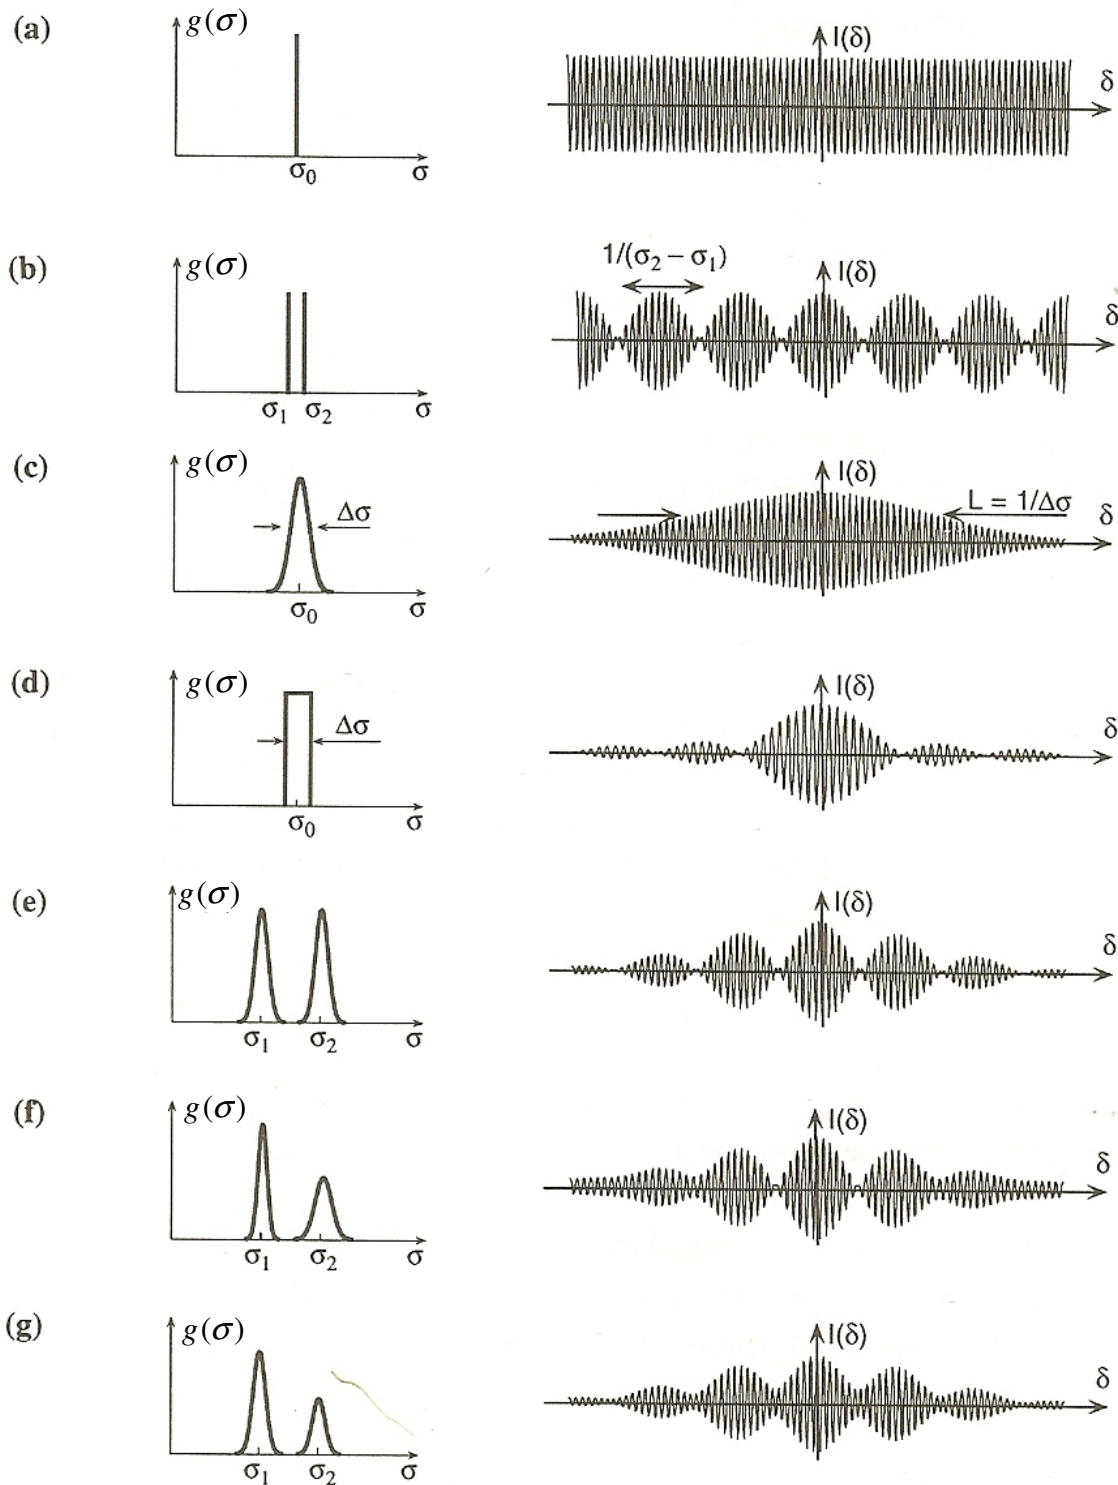 (a) g(σ) σ₀ σ I(δ) δ
(b) g(σ) σ₁ σ₂ σ 1/(σ₂ − σ₁) I(δ) δ
(c) g(σ) Δσ σ₀ σ I(δ) L = 1/Δσ δ
(d) g(σ) Δσ σ₀ σ I(δ) δ
(e) g(σ) σ₁ σ₂ σ I(δ) δ
(f) g(σ) σ₁ σ₂ σ I(δ) δ
(g) g(σ) σ₁ σ₂ σ I(δ) δ